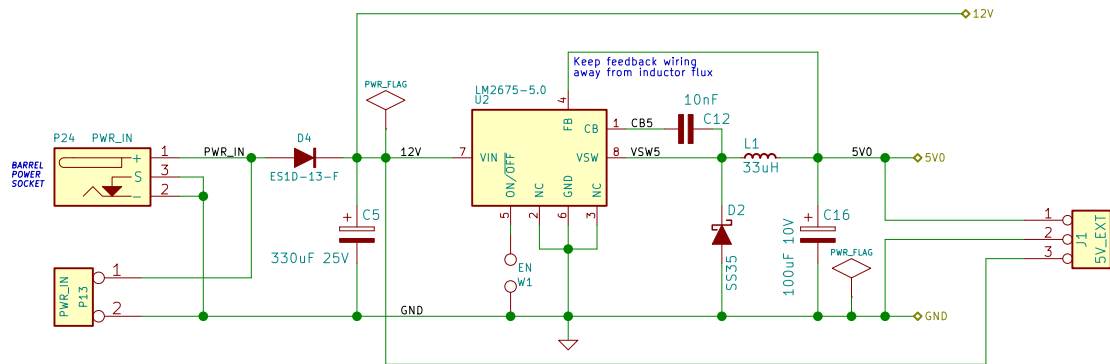 12V
Keep feedback wiring
away from inductor flux
PWR_FLAG
LM2675-5.0
U2
4
FB
10nF
C12
P24 PWR_IN
BARREL
POWER
SOCKET
+
S
-
1
3
2
PWR_IN
D4
ES1D-13-F
12V
7
VIN
CB
VSW
1
8
CB5
VSW5
L1
33uH
5V0
5V0
ON/OFF
NC
GND
NC
5
2
6
3
+
C5
330uF 25V
EN
W1
D2
SS35
+
C16
100uF 10V
PWR_FLAG
1
2
3
J1
5V_EXT
PWR_IN
P13
1
2
GND
GND